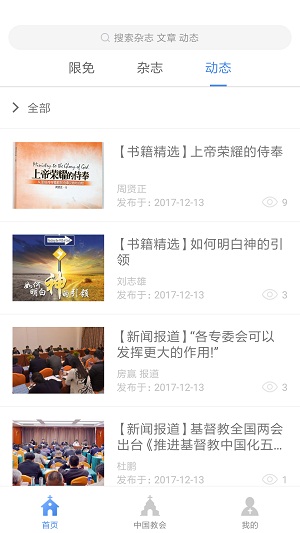 搜索杂志 文章 动态
限免 杂志 动态
全部
Ministry to the Glory of God
上帝荣耀的侍奉
【书籍精选】上帝荣耀的侍奉
周贤正
发布于: 2017-12-13 9
如何明白神的引领
【书籍精选】如何明白神的引
领
刘志雄
发布于: 2017-12-13 3
【新闻报道】“各专委会可以
发挥更大的作用!”
房嬴 报道
发布于: 2017-12-13 3
【新闻报道】基督教全国两会
出台《推进基督教中国化五...
杜鹏
发布于: 2017-12-13 1
首页 中国教会 我的